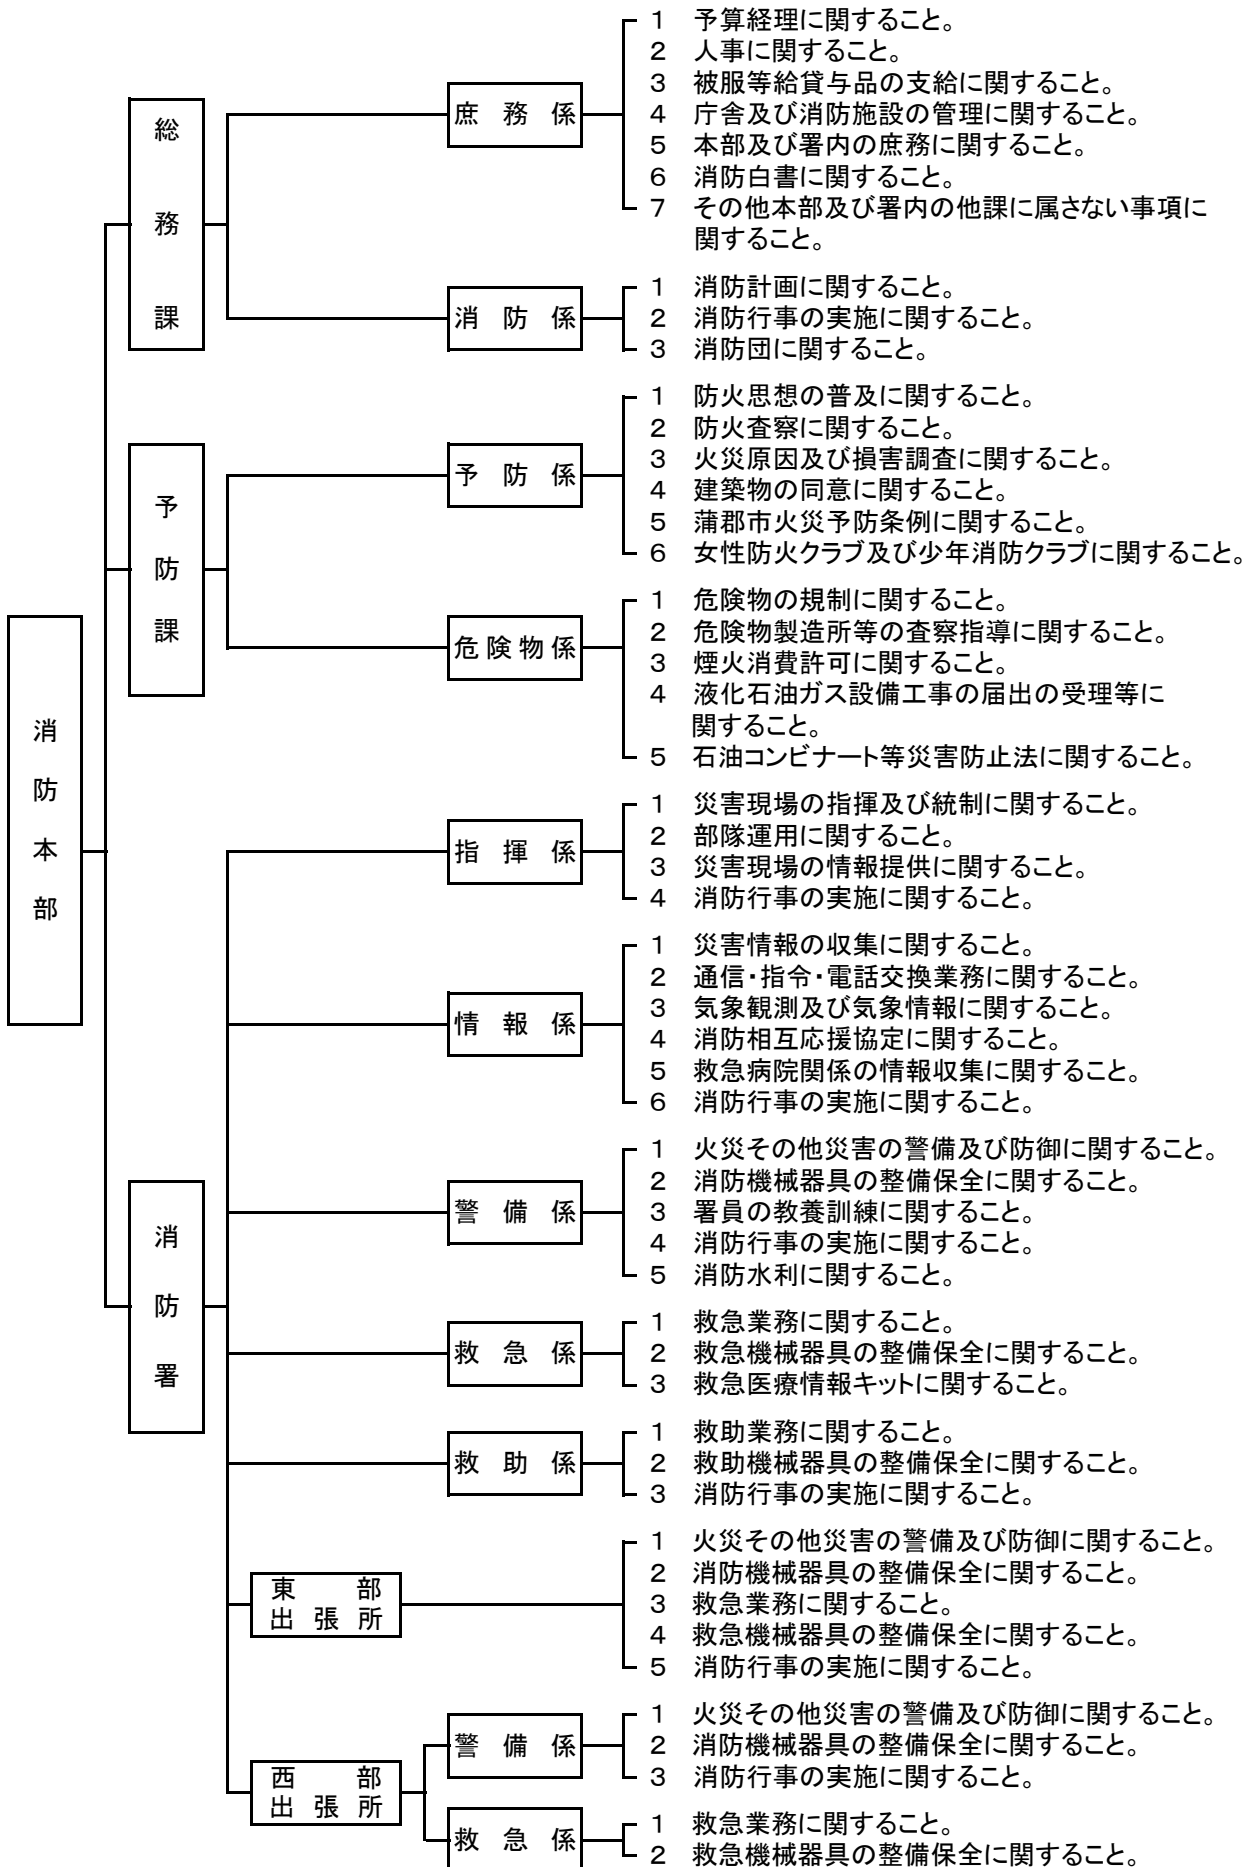 消防本部
総務課
庶務係
1 予算経理に関すること。
2 人事に関すること。
3 被服等給貸与品の支給に関すること。
4 庁舎及び消防施設の管理に関すること。
5 本部及び署内の庶務に関すること。
6 消防白書に関すること。
7 その他本部及び署内の他課に属さない事項に
関すること。
消防係
1 消防計画に関すること。
2 消防行事の実施に関すること。
3 消防団に関すること。
予防課
予防係
1 防火思想の普及に関すること。
2 防火査察に関すること。
3 火災原因及び損害調査に関すること。
4 建築物の同意に関すること。
5 蒲郡市火災予防条例に関すること。
6 女性防火クラブ及び少年消防クラブに関すること。
危険物係
1 危険物の規制に関すること。
2 危険物製造所等の査察指導に関すること。
3 煙火消費許可に関すること。
4 液化石油ガス設備工事の届出の受理等に
関すること。
5 石油コンビナート等災害防止法に関すること。
消防署
指揮係
1 災害現場の指揮及び統制に関すること。
2 部隊運用に関すること。
3 災害現場の情報提供に関すること。
4 消防行事の実施に関すること。
情報係
1 災害情報の収集に関すること。
2 通信・指令・電話交換業務に関すること。
3 気象観測及び気象情報に関すること。
4 消防相互応援協定に関すること。
5 救急病院関係の情報収集に関すること。
6 消防行事の実施に関すること。
警備係
1 火災その他災害の警備及び防御に関すること。
2 消防機械器具の整備保全に関すること。
3 署員の教養訓練に関すること。
4 消防行事の実施に関すること。
5 消防水利に関すること。
救急係
1 救急業務に関すること。
2 救急機械器具の整備保全に関すること。
3 救急医療情報キットに関すること。
救助係
1 救助業務に関すること。
2 救助機械器具の整備保全に関すること。
3 消防行事の実施に関すること。
東部
出張所
1 火災その他災害の警備及び防御に関すること。
2 消防機械器具の整備保全に関すること。
3 救急業務に関すること。
4 救急機械器具の整備保全に関すること。
5 消防行事の実施に関すること。
西部
出張所
警備係
1 火災その他災害の警備及び防御に関すること。
2 消防機械器具の整備保全に関すること。
3 消防行事の実施に関すること。
救急係
1 救急業務に関すること。
2 救急機械器具の整備保全に関すること。